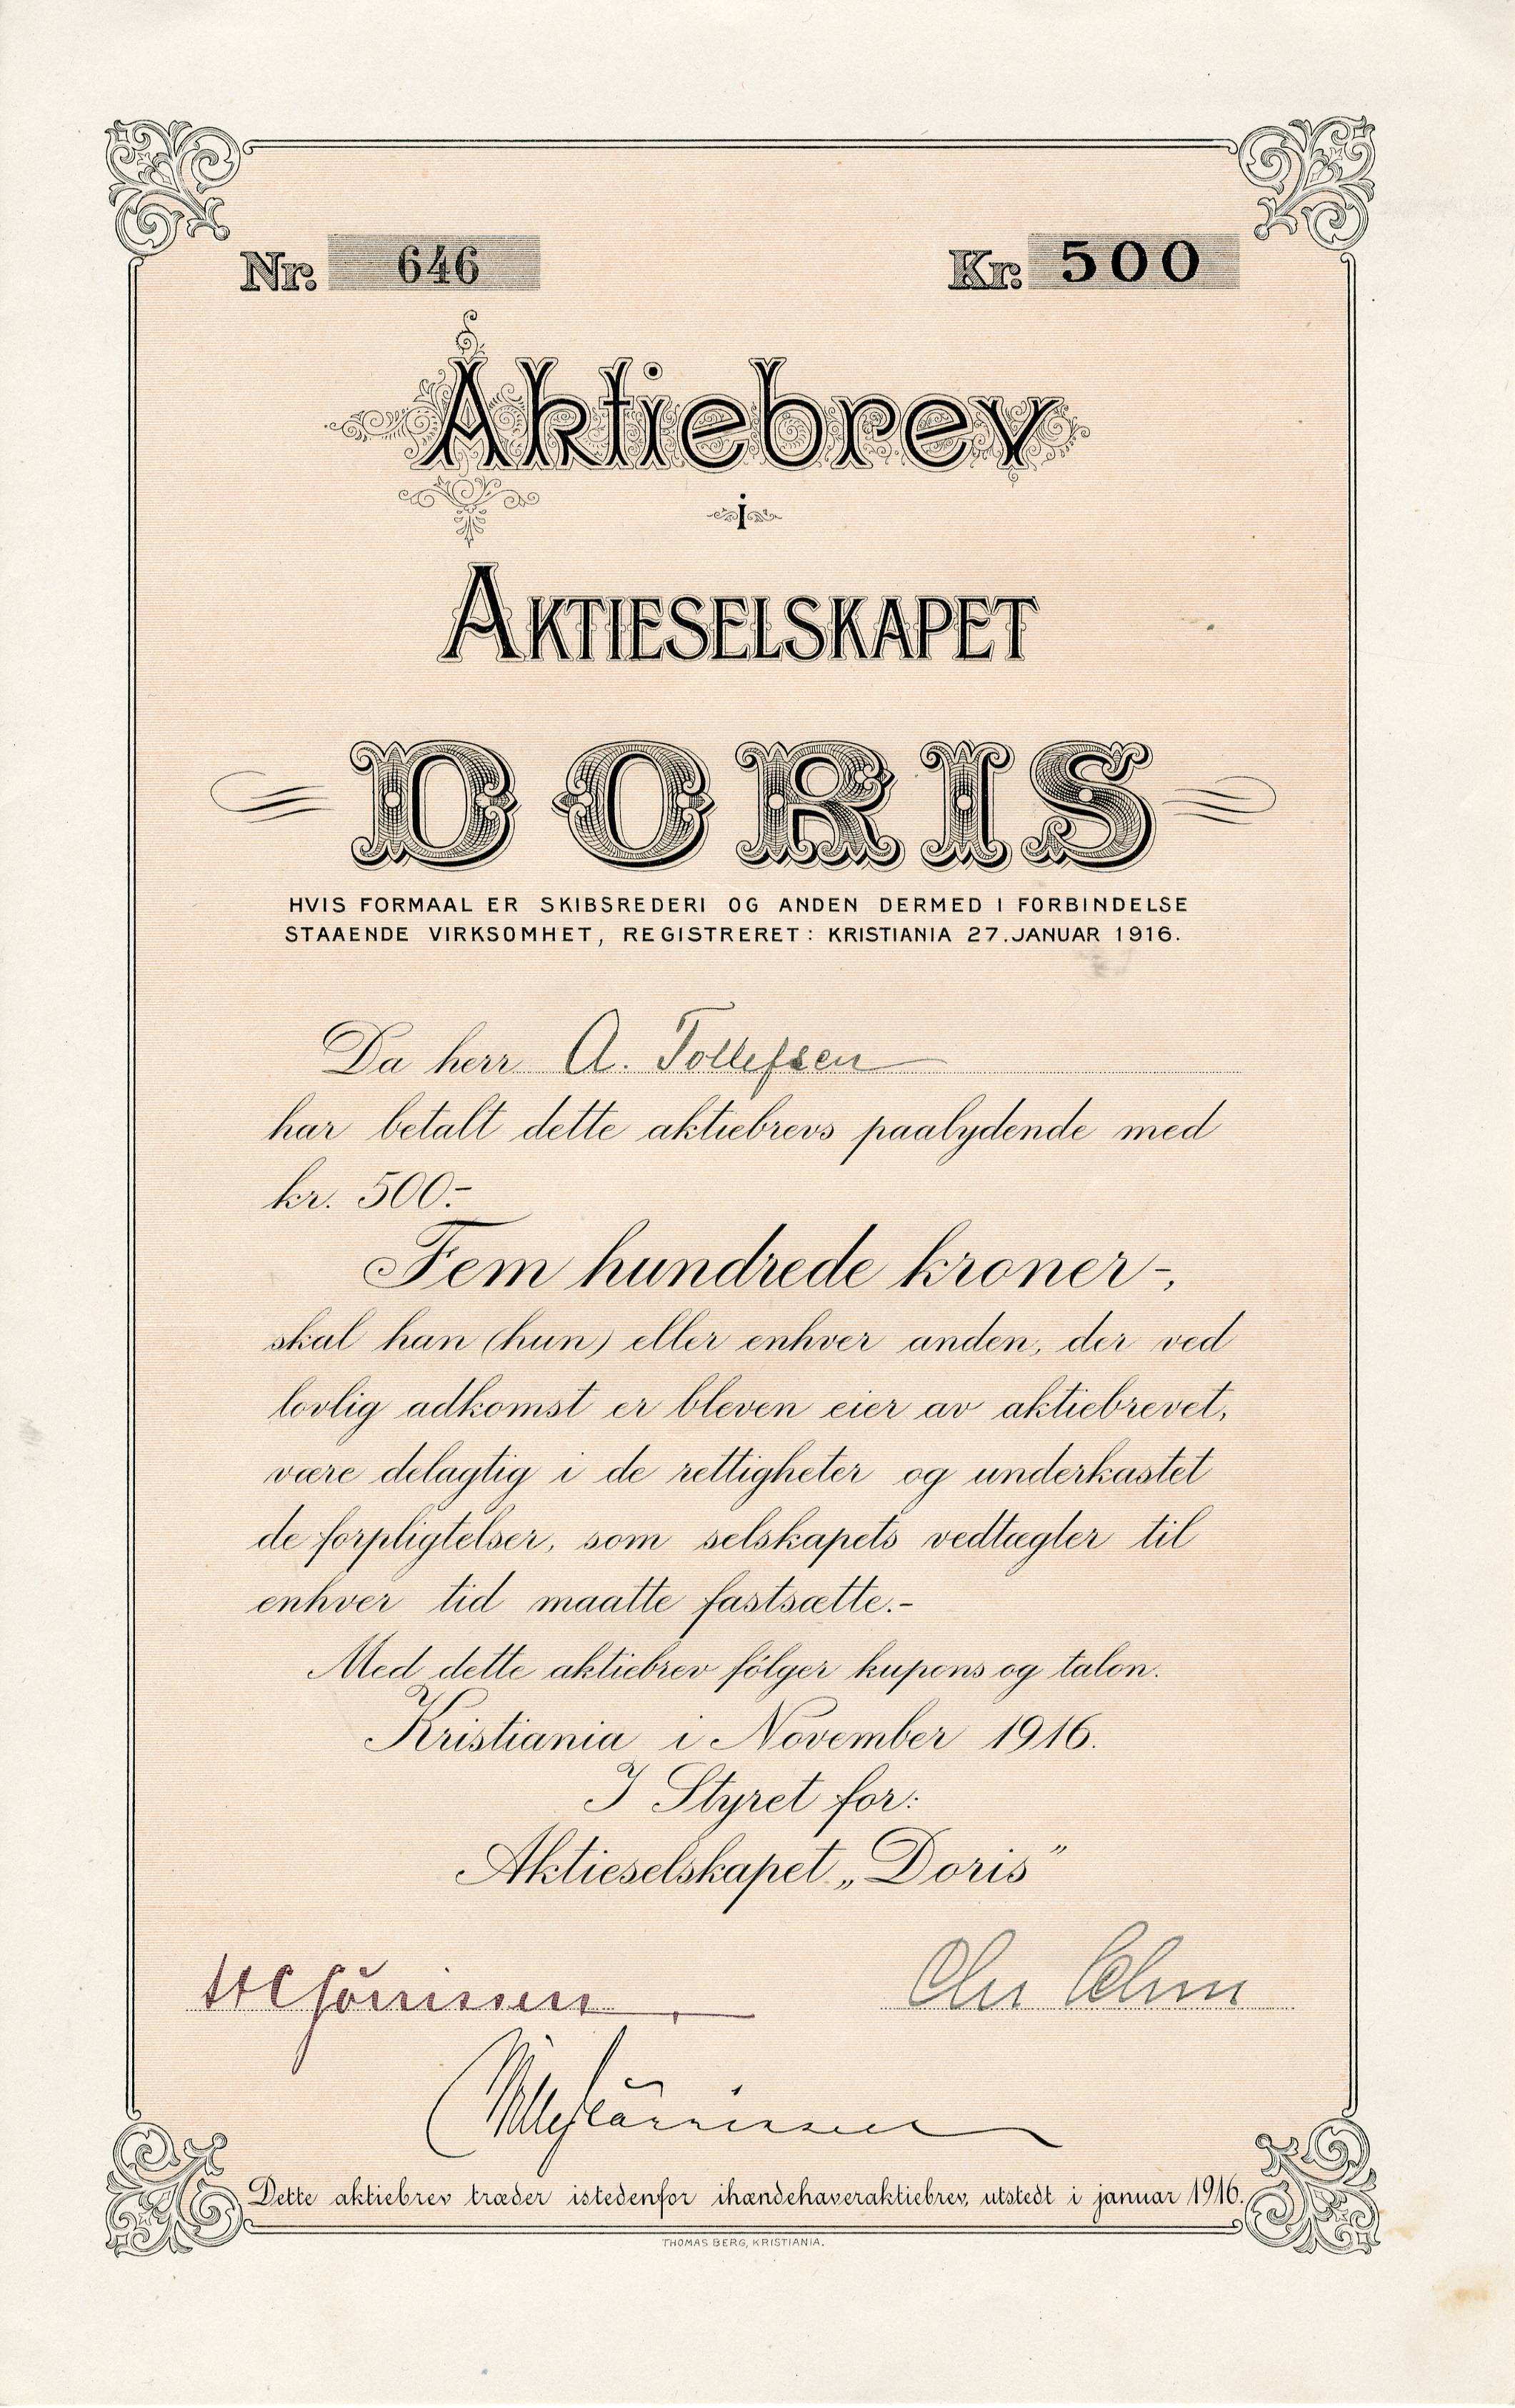 Nr. 646 Kr. 500
Aktiebrev
i
AKTIESELSKAPET
DORIS
HVIS FORMAAL ER SKIBSREDERI OG ANDEN DERMED I FORBINDELSE
STAAENDE VIRKSOMHET, REGISTRERET: KRISTIANIA 27. JANUAR 1916.
Da herr A. Tollefsen
har betalt dette aktiebrevs paalydende med
kr. 500.-
Fem hundrede kroner-,
skal han (hun) eller enhver anden, der ved
lovlig adkomst er bleven eier av aktiebrevet,
være delagtig i de rettigheter og underkastet
de forpligtelser, som selskapets vedtægter til
enhver tid maatte fastsætte.-
Med dette aktiebrev følger kupons og talon.
Kristiania i November 1916.
I Styret for:
Aktieselskapet „Doris"
Dette aktiebrev træder istedenfor ihændehaveraktiebrev, utstedt i januar 1916.
THOMAS BERG, KRISTIANIA.